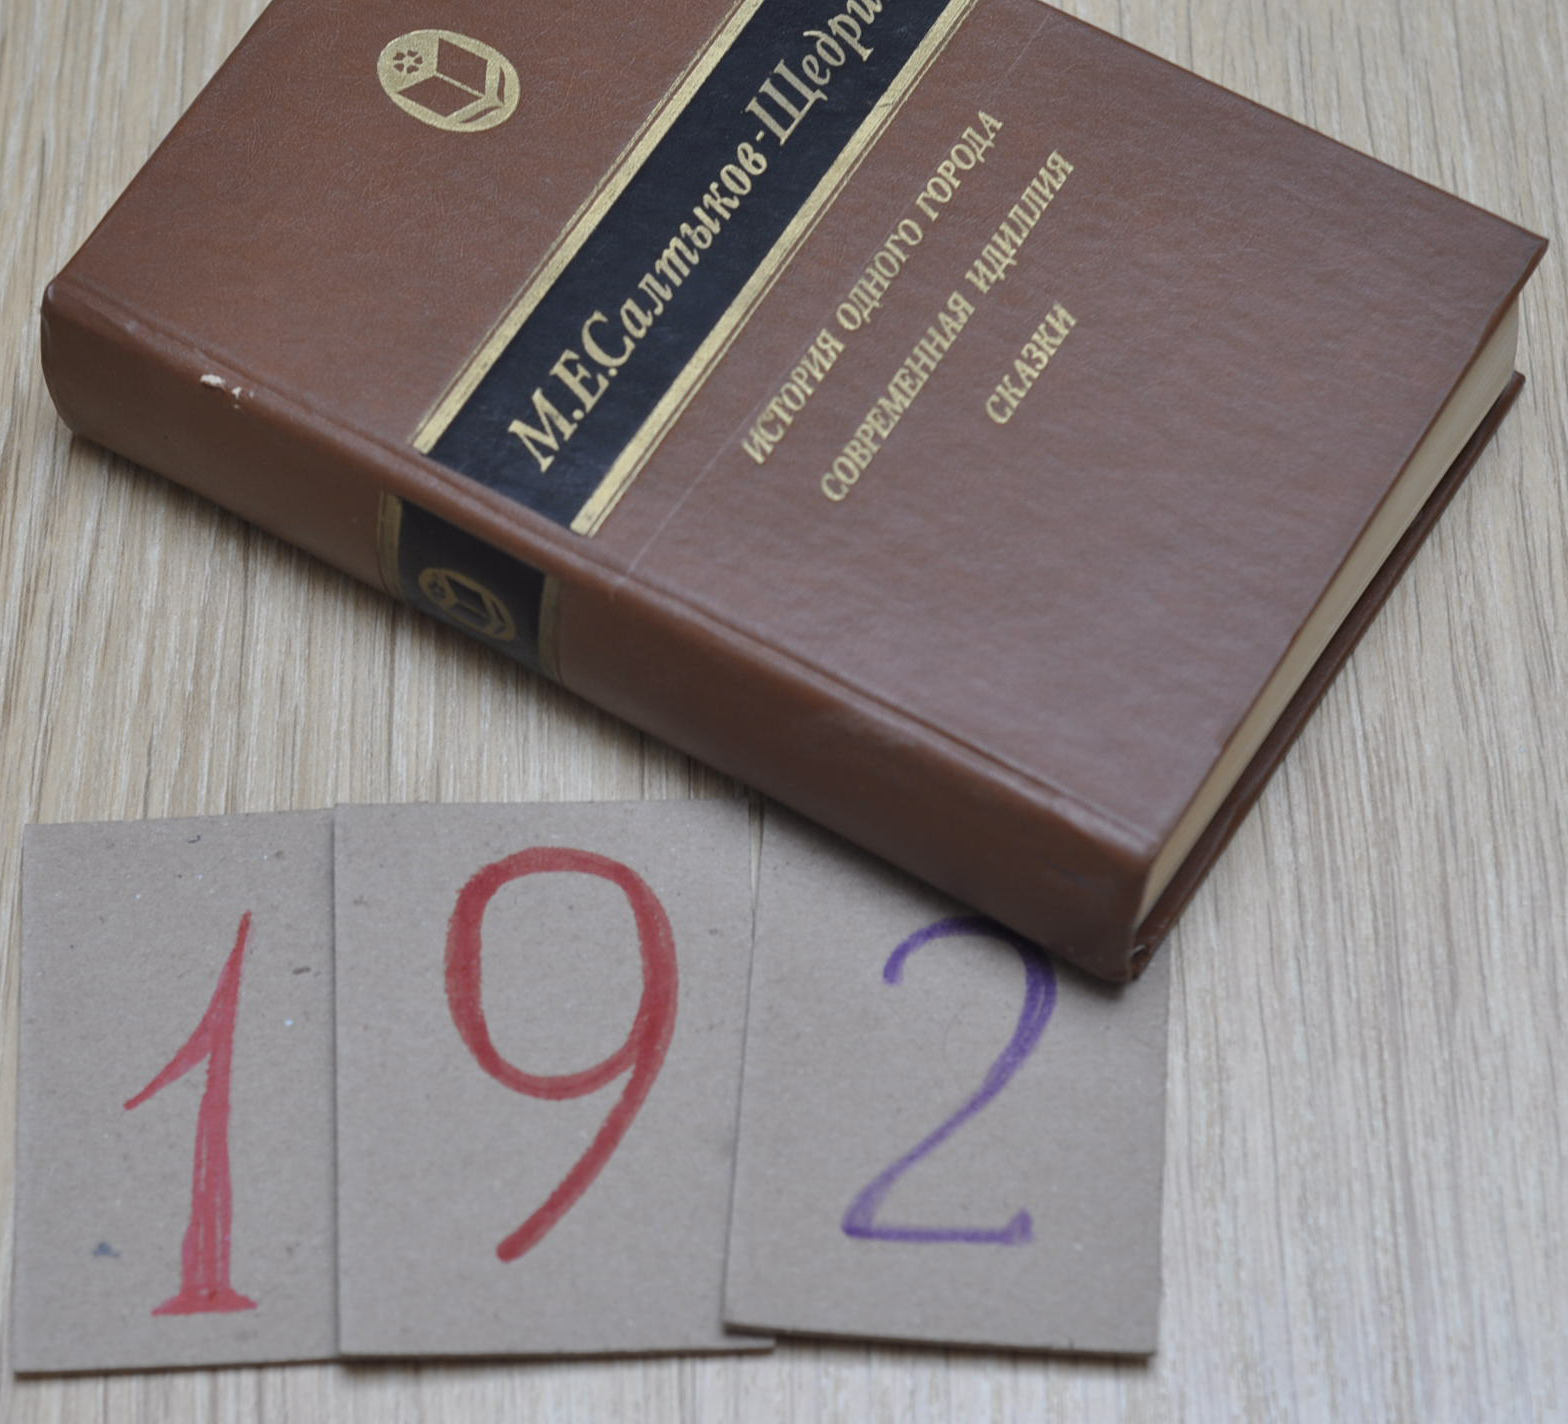 М.Е.Салтыков-Щедри
ИСТОРИЯ ОДНОГО ГОРОДА
СОВРЕМЕННАЯ ИДИЛЛИЯ
СКАЗКИ
1 9 2